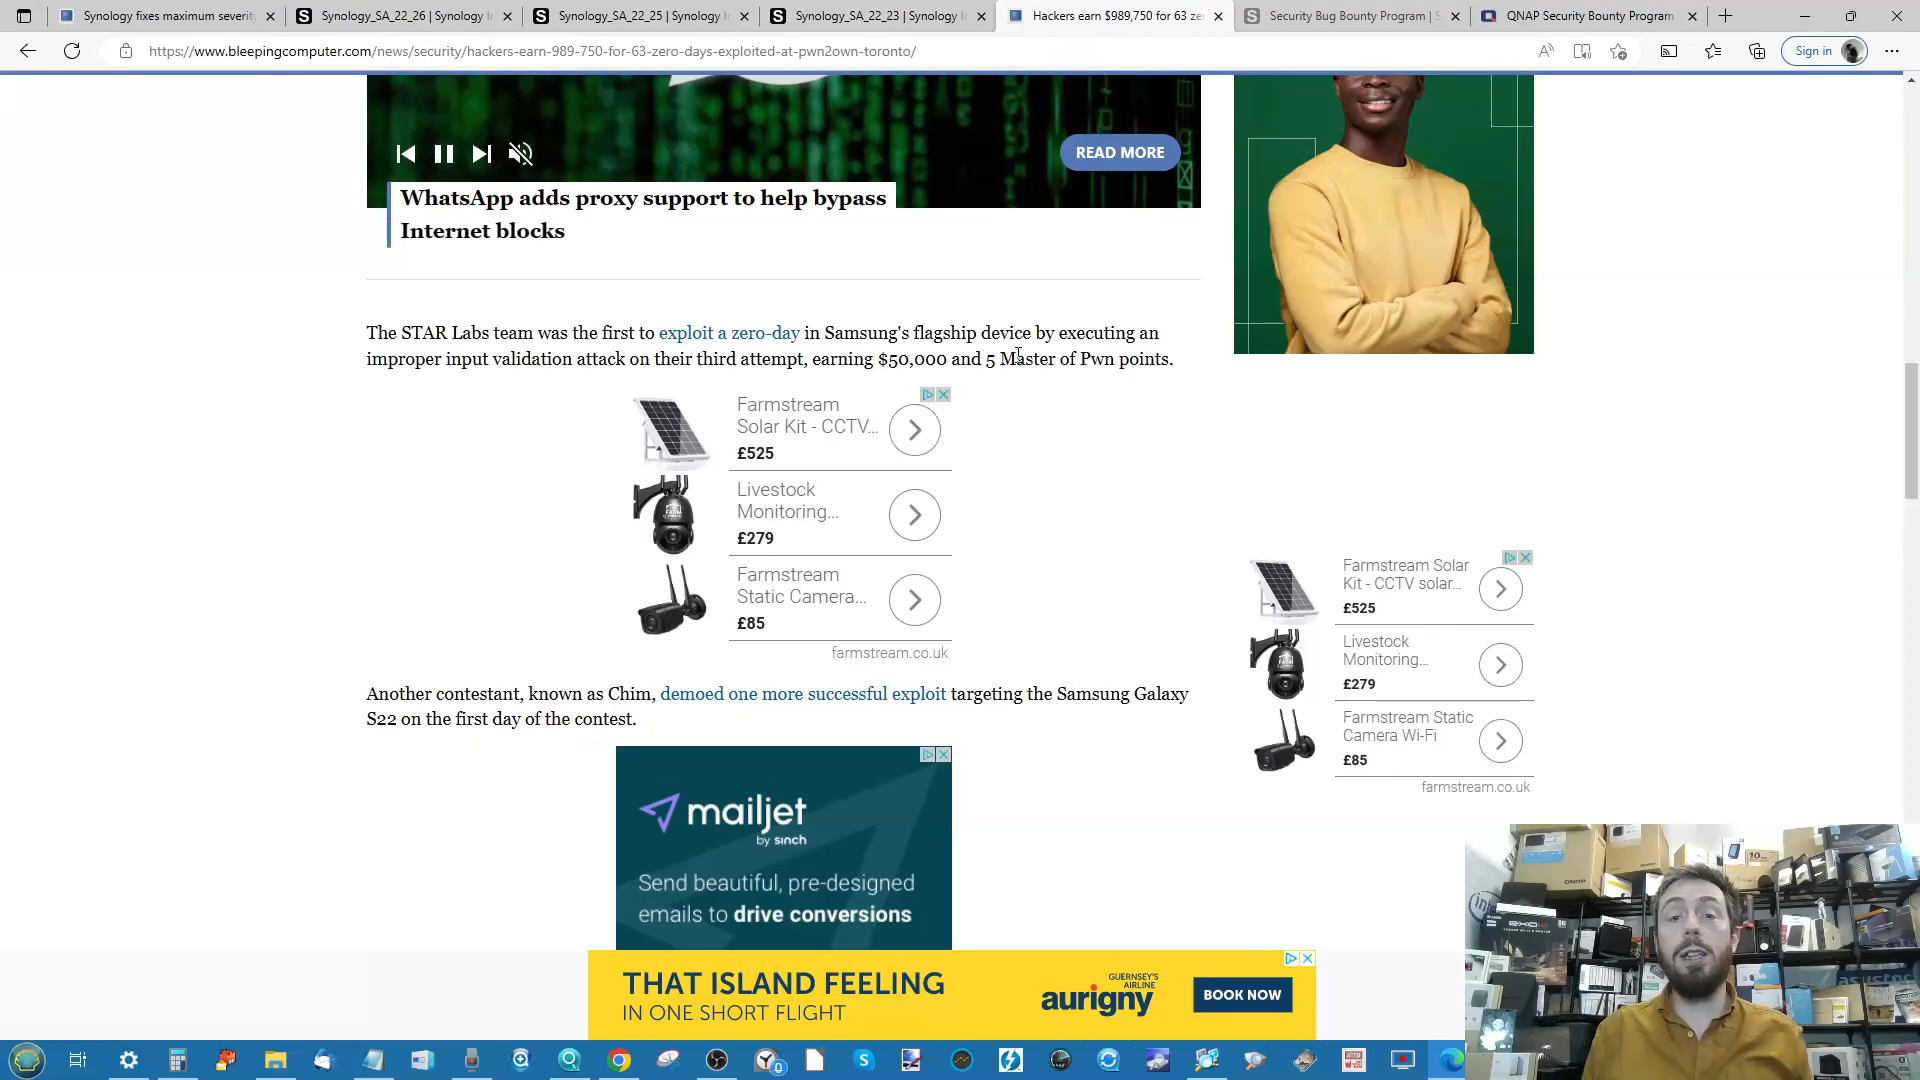 Synology fixes maximum severit
Synology_SA_22_26 | Synology I
Synology_SA_22_25 | Synology I
Synology_SA_22_23 | Synology I
Hackers earn $989,750 for 63 ze
Security Bug Bounty Program | S
QNAP Security Bounty Program
https://www.bleepingcomputer.com/news/security/hackers-earn-989-750-for-63-zero-days-exploited-at-pwn2own-toronto/
Sign in
READ MORE
WhatsApp adds proxy support to help bypass
Internet blocks
The STAR Labs team was the first to exploit a zero-day in Samsung's flagship device by executing an
improper input validation attack on their third attempt, earning $50,000 and 5 Master of Pwn points.
Farmstream
Solar Kit - CCTV...
£525
Livestock
Monitoring...
£279
Farmstream
Static Camera...
£85
farmstream.co.uk
Farmstream Solar
Kit - CCTV solar...
£525
Livestock
Monitoring...
£279
Farmstream Static
Camera Wi-Fi
£85
farmstream.co.uk
Another contestant, known as Chim, demoed one more successful exploit targeting the Samsung Galaxy
S22 on the first day of the contest.
mailjet
by sinch
Send beautiful, pre-designed
emails to drive conversions
THAT ISLAND FEELING
IN ONE SHORT FLIGHT
GUERNSEY'S
AIRLINE
aurigny
BOOK NOW